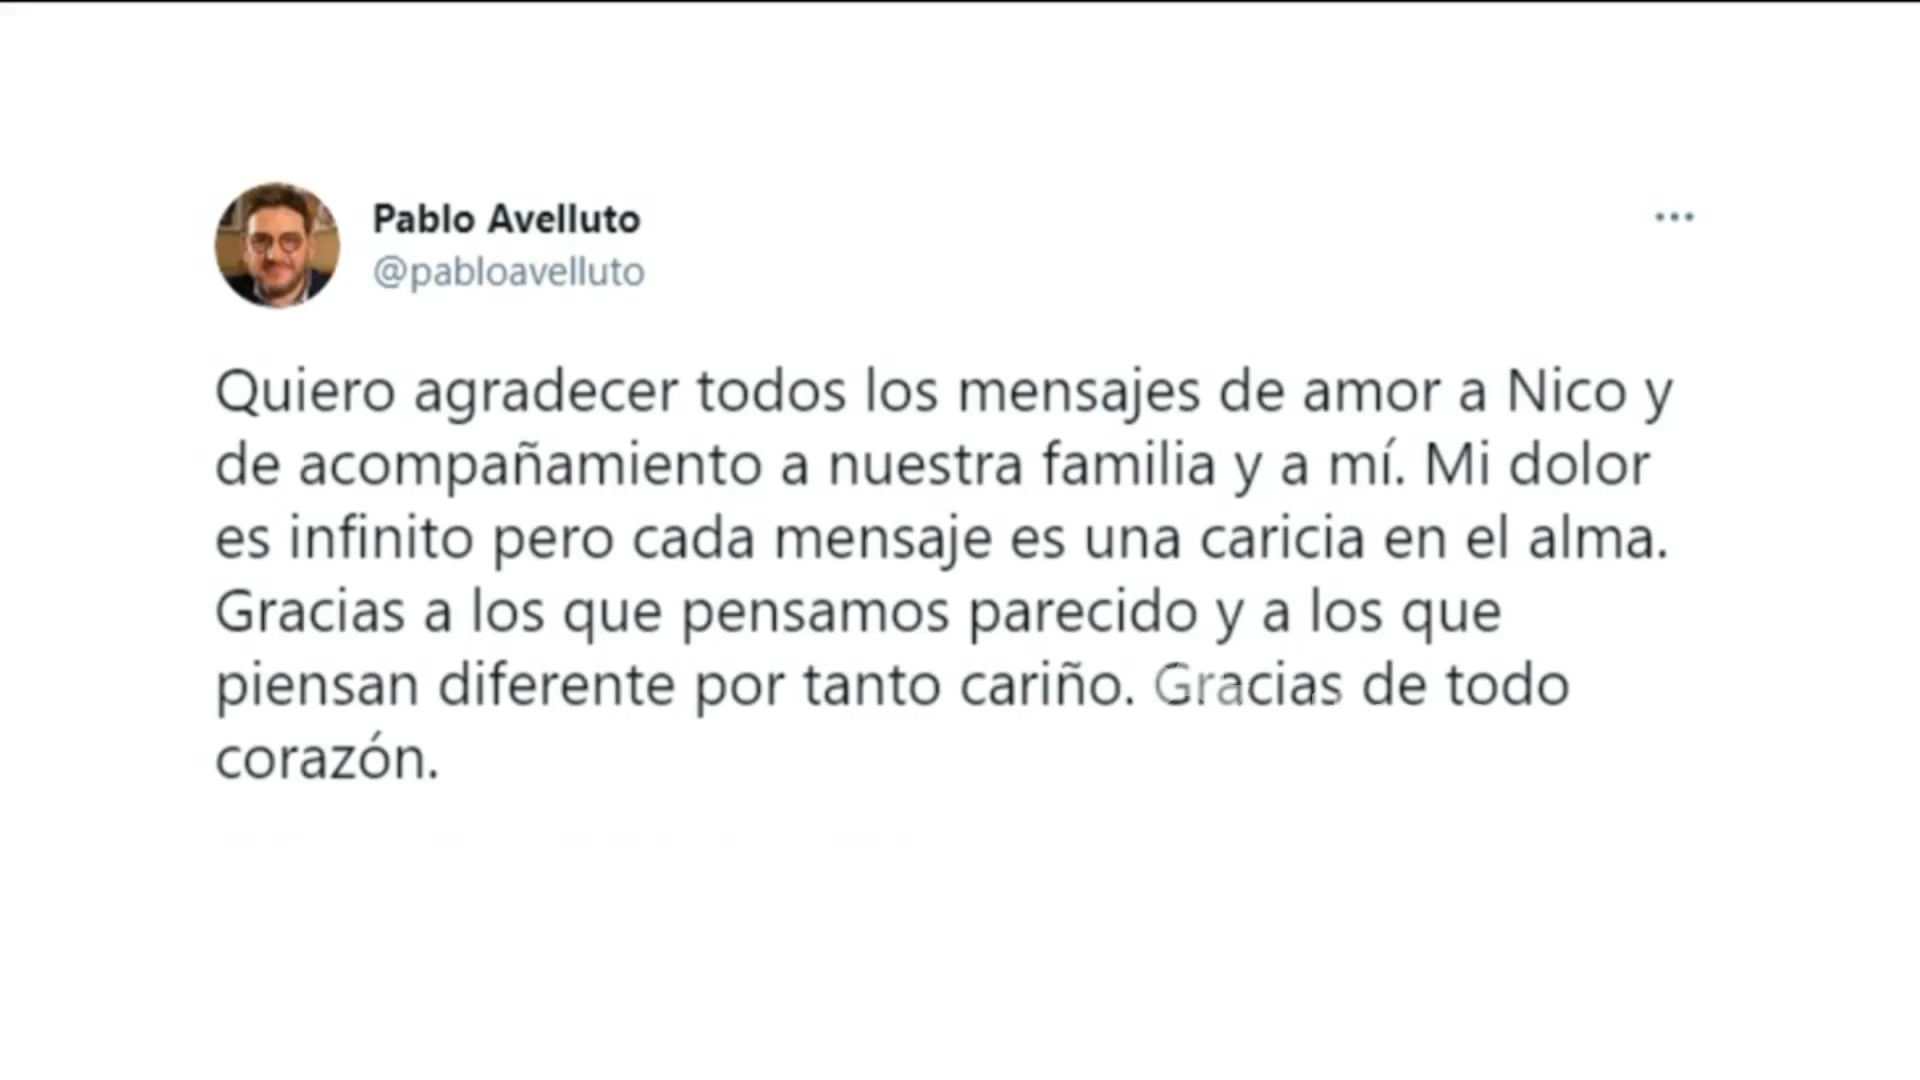 Pablo Avelluto
@pabloavelluto
Quiero agradecer todos los mensajes de amor a Nico y
de acompañamiento a nuestra familia y a mí. Mi dolor
es infinito pero cada mensaje es una caricia en el alma.
Gracias a los que pensamos parecido y a los que
piensan diferente por tanto cariño. Gracias de todo
corazón.